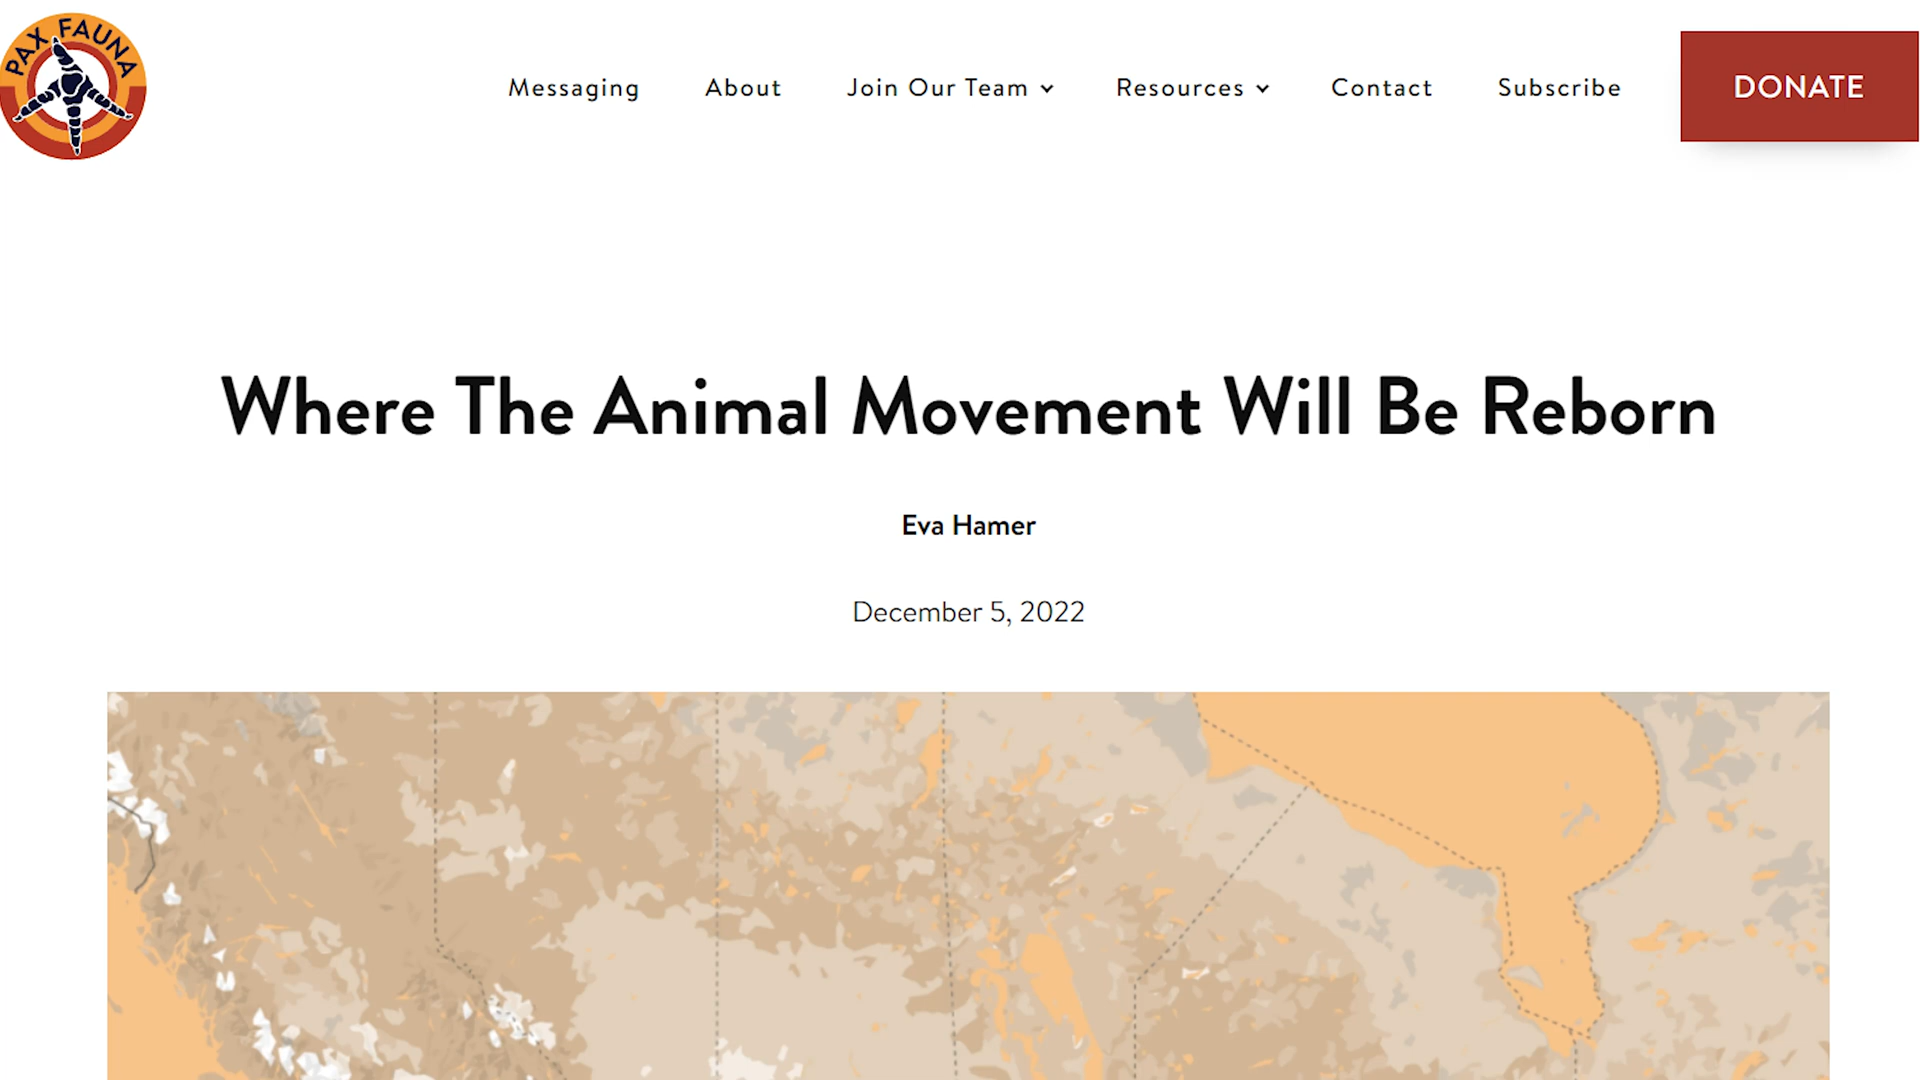 PAX FAUNA
Messaging About Join Our Team Resources Contact Subscribe DONATE
Where The Animal Movement Will Be Reborn
Eva Hamer
December 5, 2022